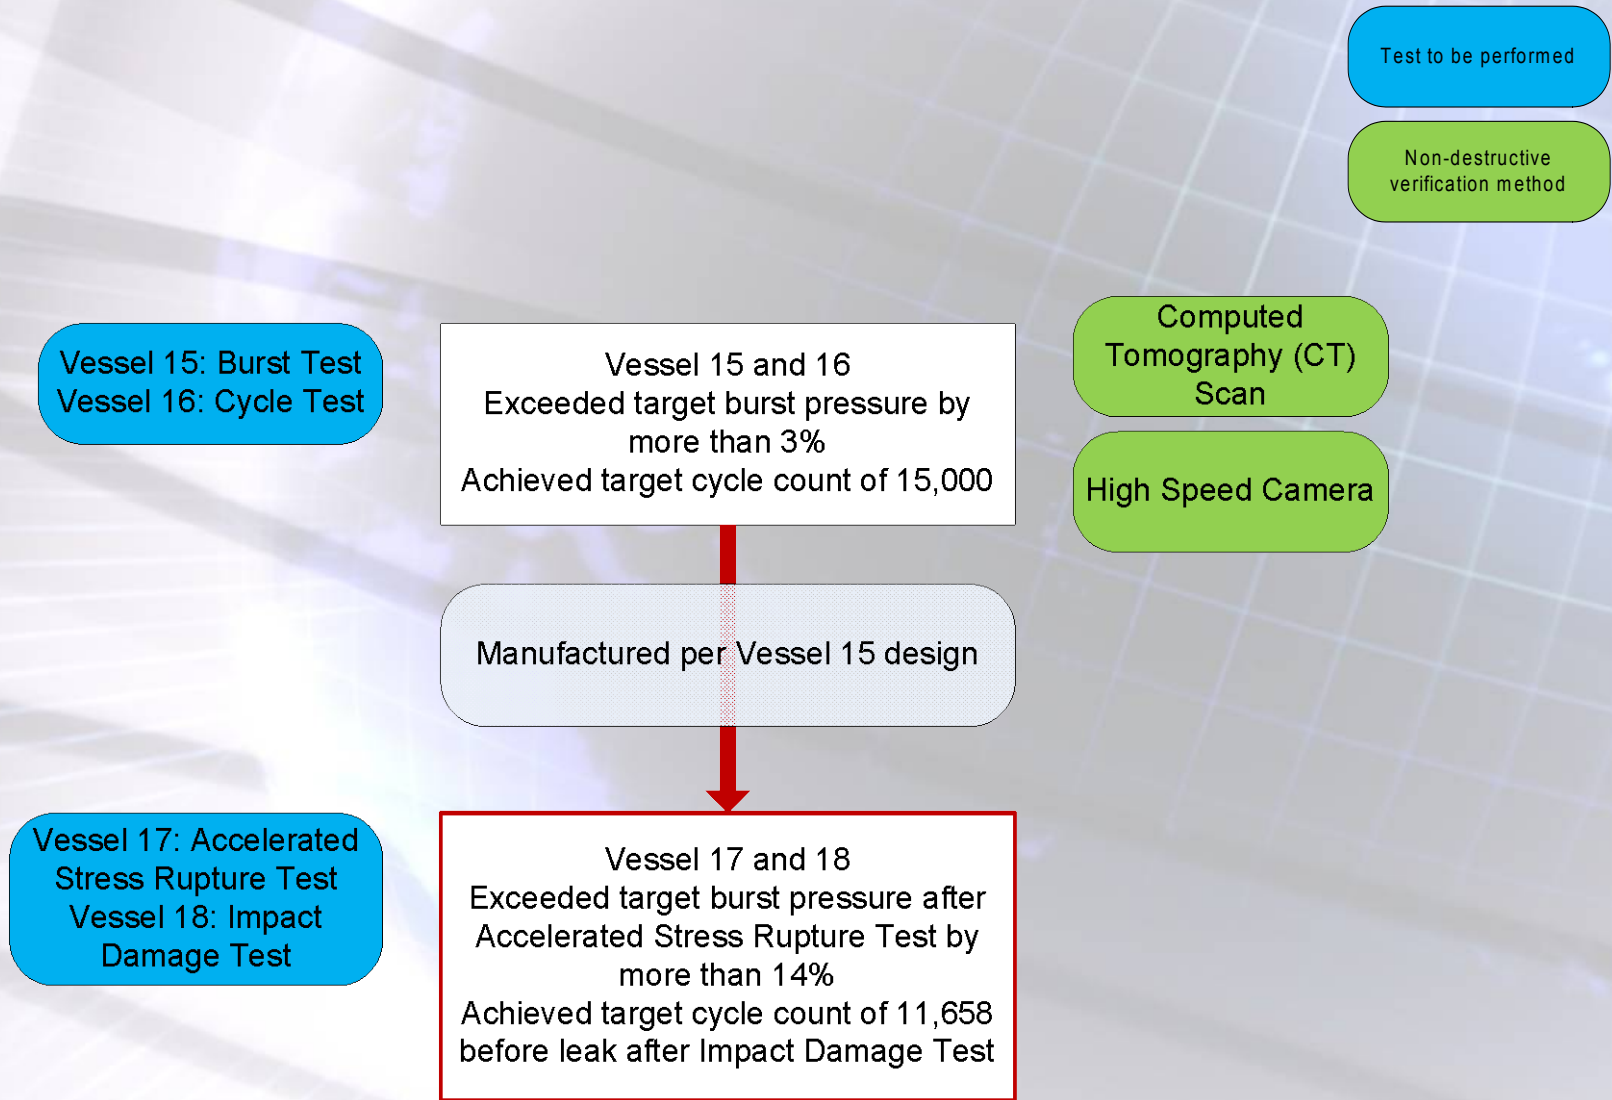 Test to be performed
Non-destructive
verification method
Vessel 15: Burst Test
Vessel 16: Cycle Test
Vessel 15 and 16
Exceeded target burst pressure by
more than 3%
Achieved target cycle count of 15,000
Computed
Tomography (CT)
Scan
High Speed Camera
Manufactured per Vessel 15 design
Vessel 17: Accelerated
Stress Rupture Test
Vessel 18: Impact
Damage Test
Vessel 17 and 18
Exceeded target burst pressure after
Accelerated Stress Rupture Test by
more than 14%
Achieved target cycle count of 11,658
before leak after Impact Damage Test